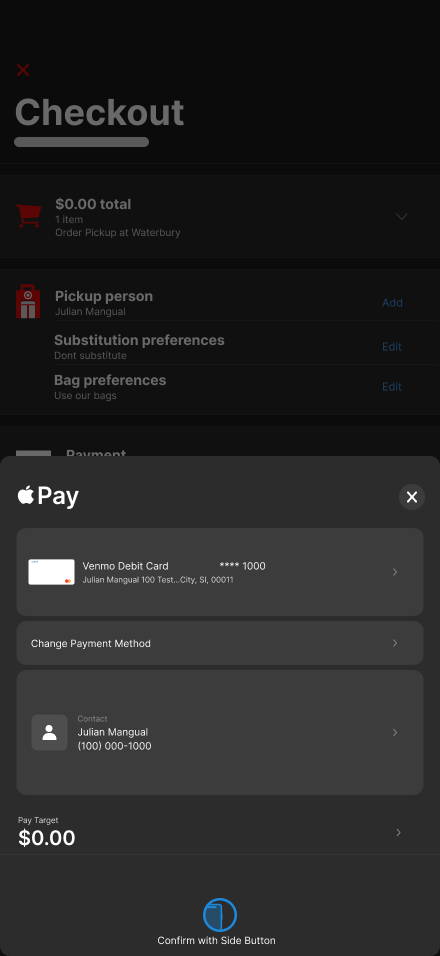 Checkout
$0.00 total
1 item
Order Pickup at Waterbury
Pickup person
Julian Mangual
Add
Substitution preferences
Dont substitute
Edit
Bag preferences
Use our bags
Edit
Payment
Pay
Venmo Debit Card **** 1000
Julian Mangual 100 Test...City, SI, 00011
Change Payment Method
Contact
Julian Mangual
(100) 000-1000
Pay Target
$0.00
Confirm with Side Button